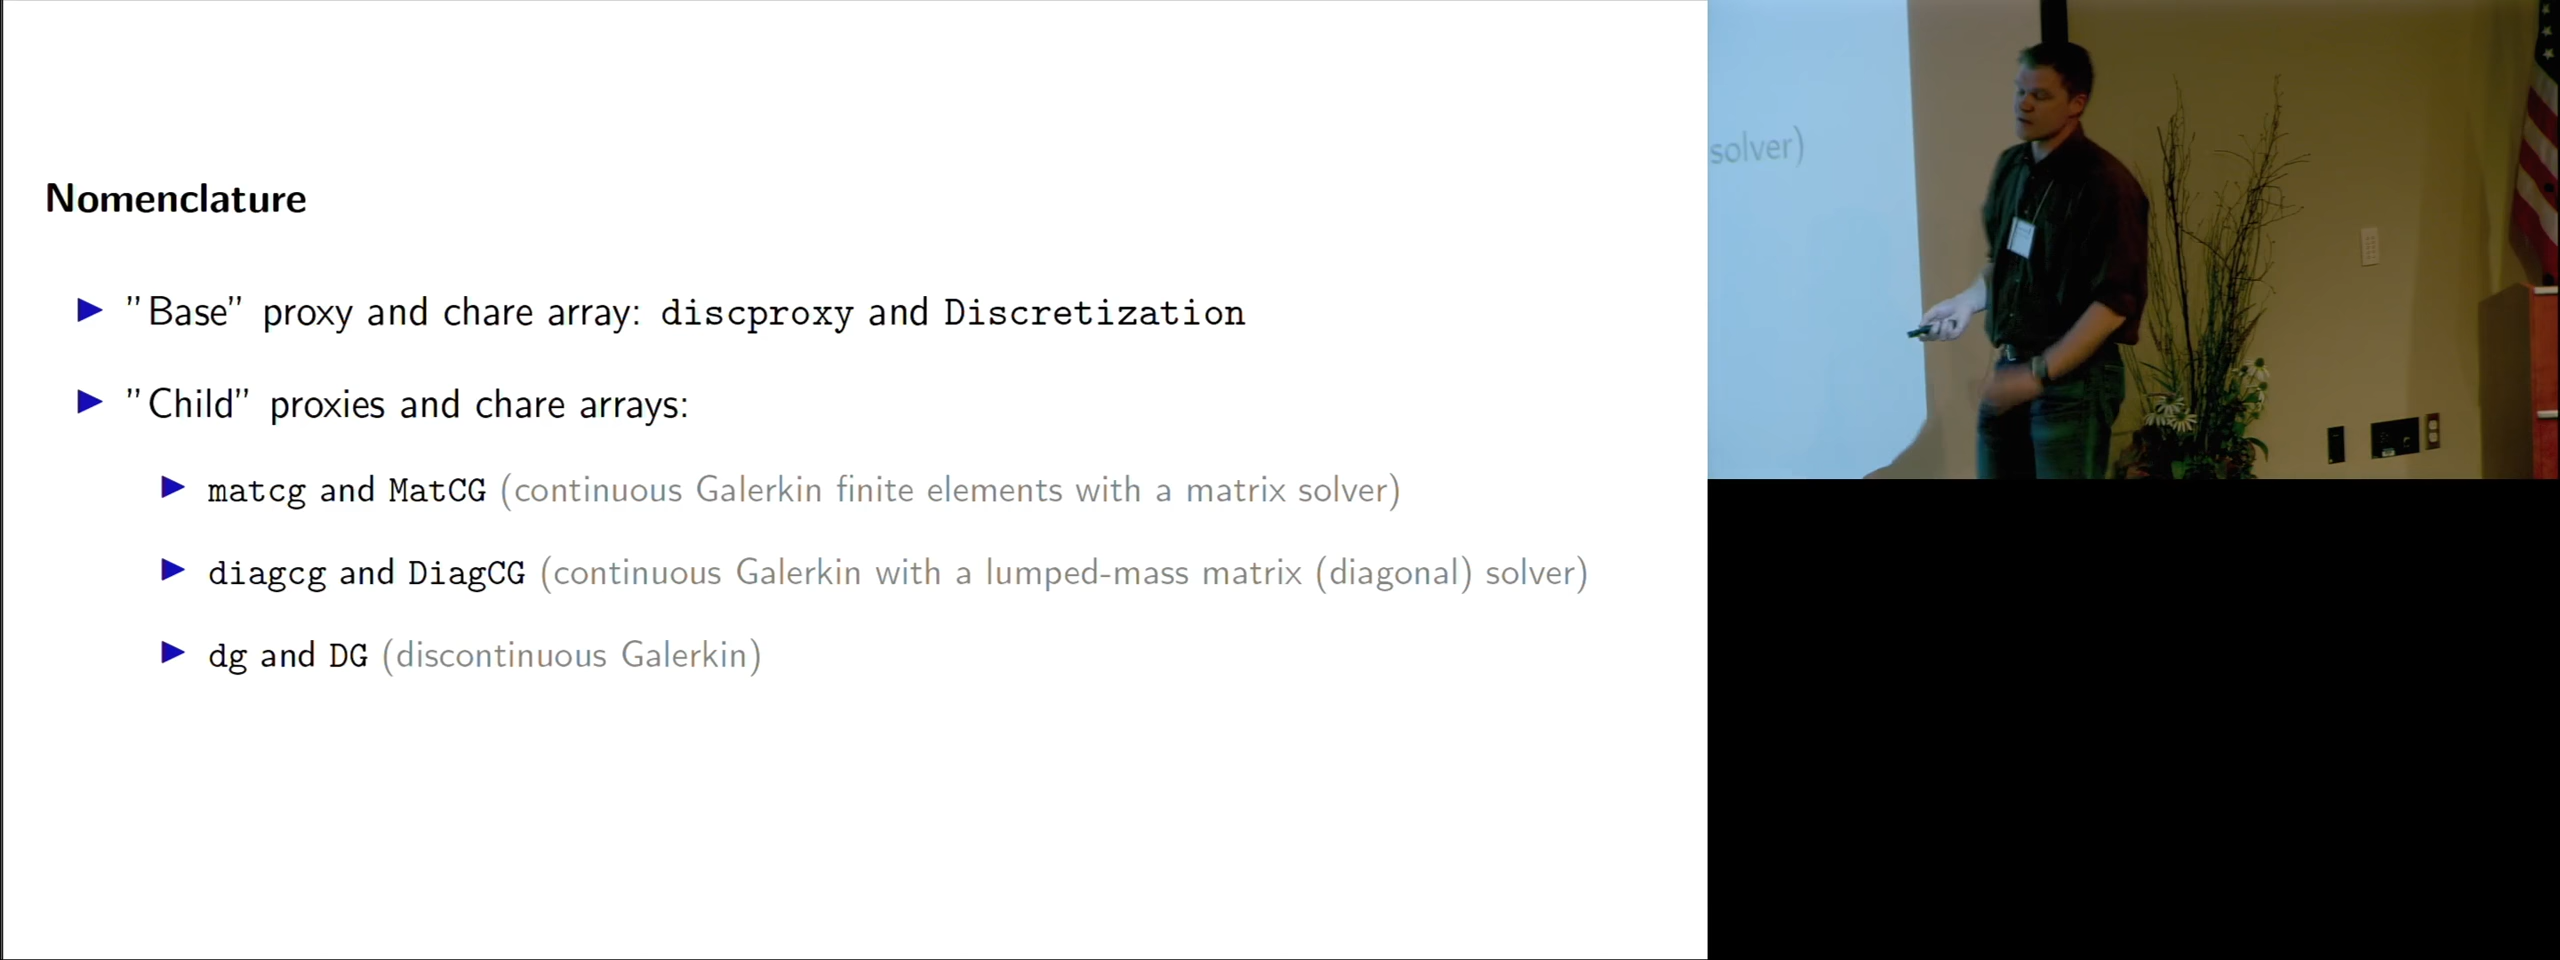 Nomenclature
▶ ”Base” proxy and chare array: discproxy and Discretization
▶ ”Child” proxies and chare arrays:
▶ matcg and MatCG (continuous Galerkin finite elements with a matrix solver)
▶ diagcg and DiagCG (continuous Galerkin with a lumped-mass matrix (diagonal) solver)
▶ dg and DG (discontinuous Galerkin)
solver)